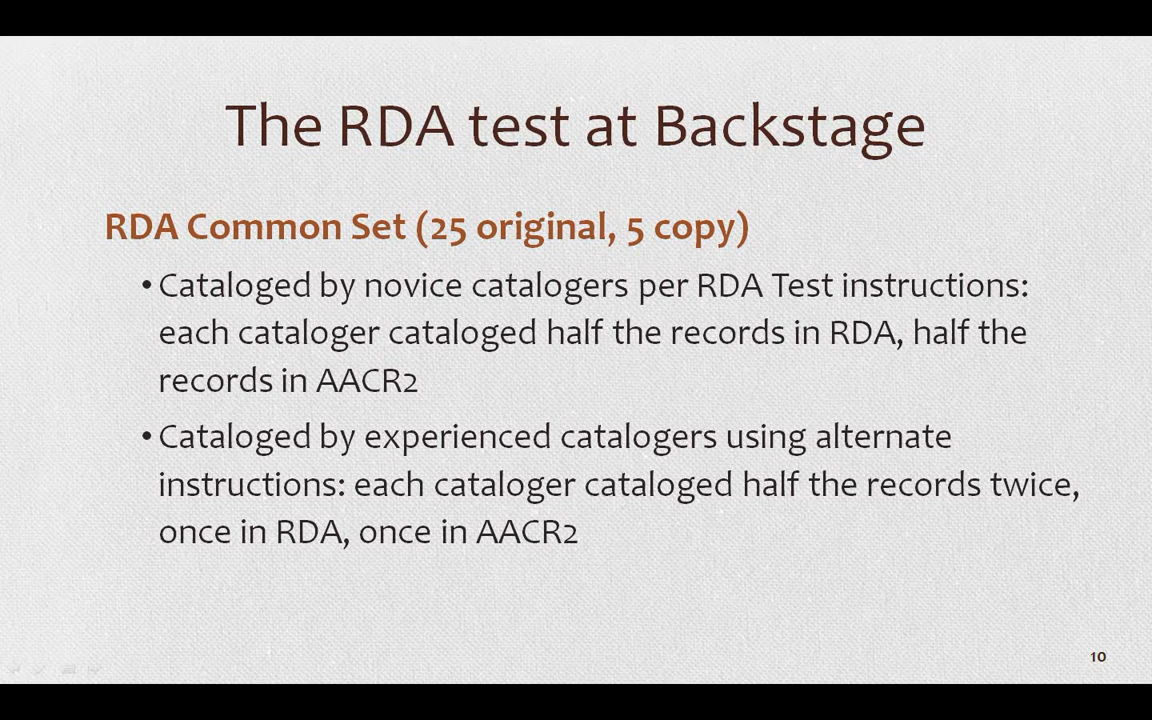 The RDA test at Backstage
RDA Common Set (25 original, 5 copy)
•Cataloged by novice catalogers per RDA Test instructions:
each cataloger cataloged half the records in RDA, half the
records in AACR2
•Cataloged by experienced catalogers using alternate
instructions: each cataloger cataloged half the records twice,
once in RDA, once in AACR2
10